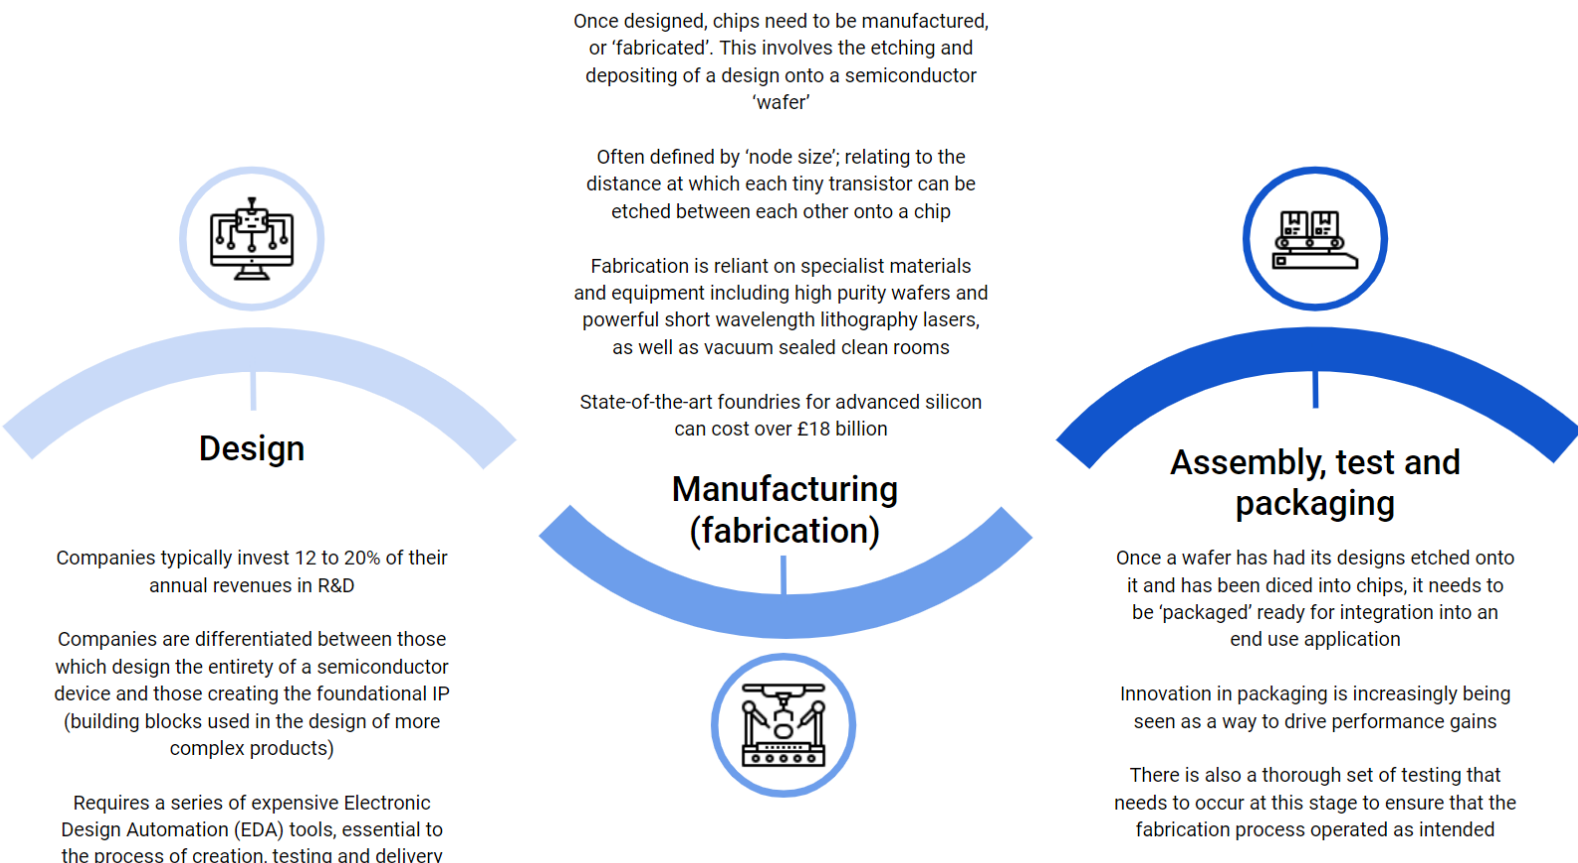 Design
Companies typically invest 12 to 20% of their
annual revenues in R&D
Companies are differentiated between those
which design the entirety of a semiconductor
device and those creating the foundational IP
(building blocks used in the design of more
complex products)
Requires a series of expensive Electronic
Design Automation (EDA) tools, essential to
the process of creation, testing and delivery
Once designed, chips need to be manufactured,
or ‘fabricated’. This involves the etching and
depositing of a design onto a semiconductor
‘wafer’
Often defined by ‘node size’; relating to the
distance at which each tiny transistor can be
etched between each other onto a chip
Fabrication is reliant on specialist materials
and equipment including high purity wafers and
powerful short wavelength lithography lasers,
as well as vacuum sealed clean rooms
State-of-the-art foundries for advanced silicon
can cost over £18 billion
Manufacturing
(fabrication)
Assembly, test and
packaging
Once a wafer has had its designs etched onto
it and has been diced into chips, it needs to
be ‘packaged’ ready for integration into an
end use application
Innovation in packaging is increasingly being
seen as a way to drive performance gains
There is also a thorough set of testing that
needs to occur at this stage to ensure that the
fabrication process operated as intended